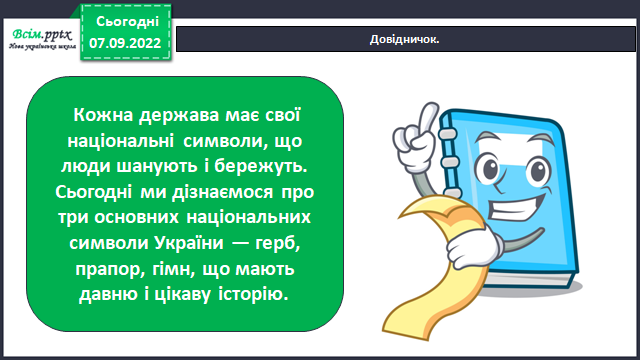 Всім.pptx
Нова українська школа
Сьогодні
07.09.2022
Довідничок.
Кожна держава має свої
національні символи, що
люди шанують і бережуть.
Сьогодні ми дізнаємося про
три основних національних
символи України — герб,
прапор, гімн, що мають
давню і цікаву історію.